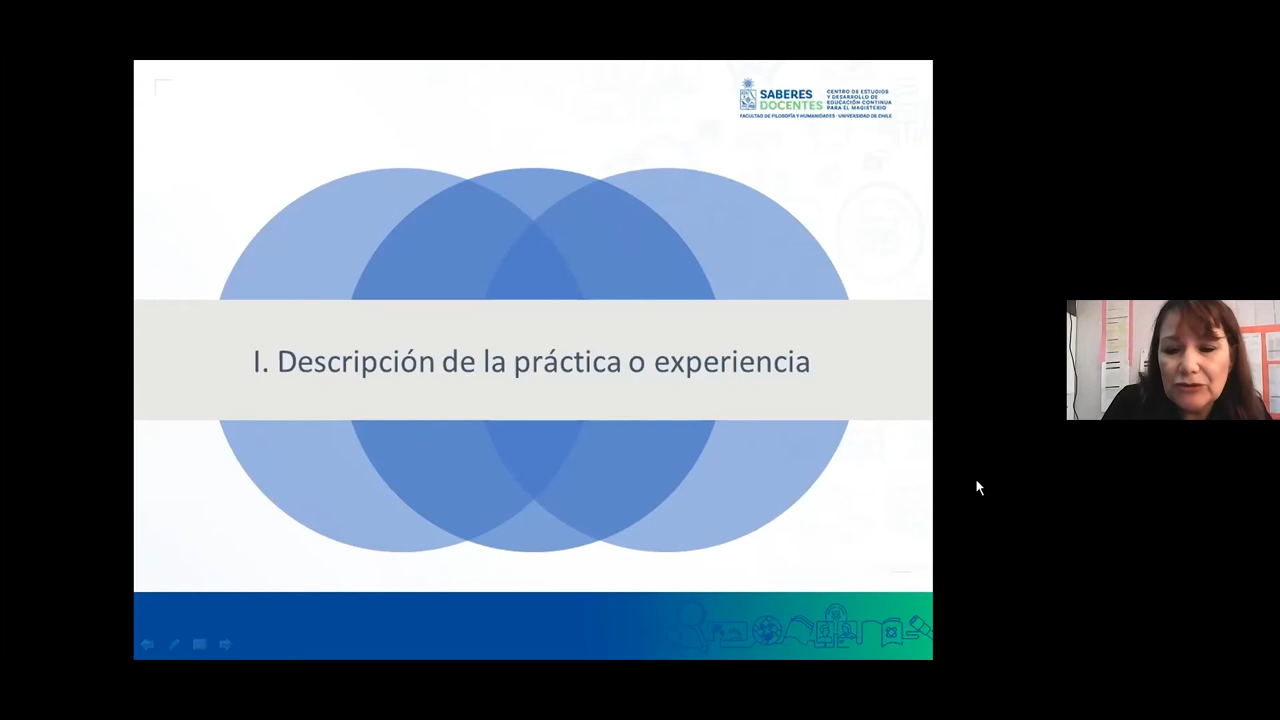 SABERES
DOCENTES
CENTRO DE ESTUDIOS
Y DESARROLLO DE
EDUCACIÓN CONTINUA
PARA EL MAGISTERIO
FACULTAD DE FILOSOFÍA Y HUMANIDADES · UNIVERSIDAD DE CHILE
I. Descripción de la práctica o experiencia